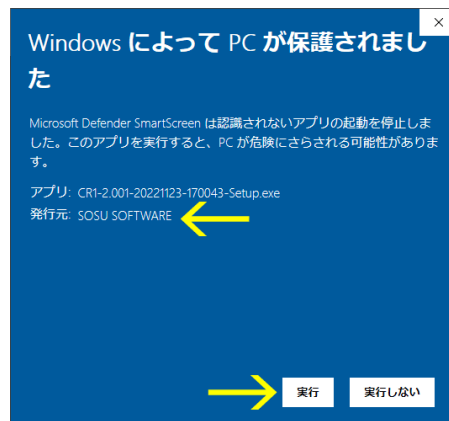 Windows によって PC が保護されまし
た
Microsoft Defender SmartScreen は認識されないアプリの起動を停止しま
した。このアプリを実行すると、PC が危険にさらされる可能性がありま
す。
アプリ: CR1-2.001-20221123-170043-Setup.exe
発行元: SOSU SOFTWARE
実行
実行しない